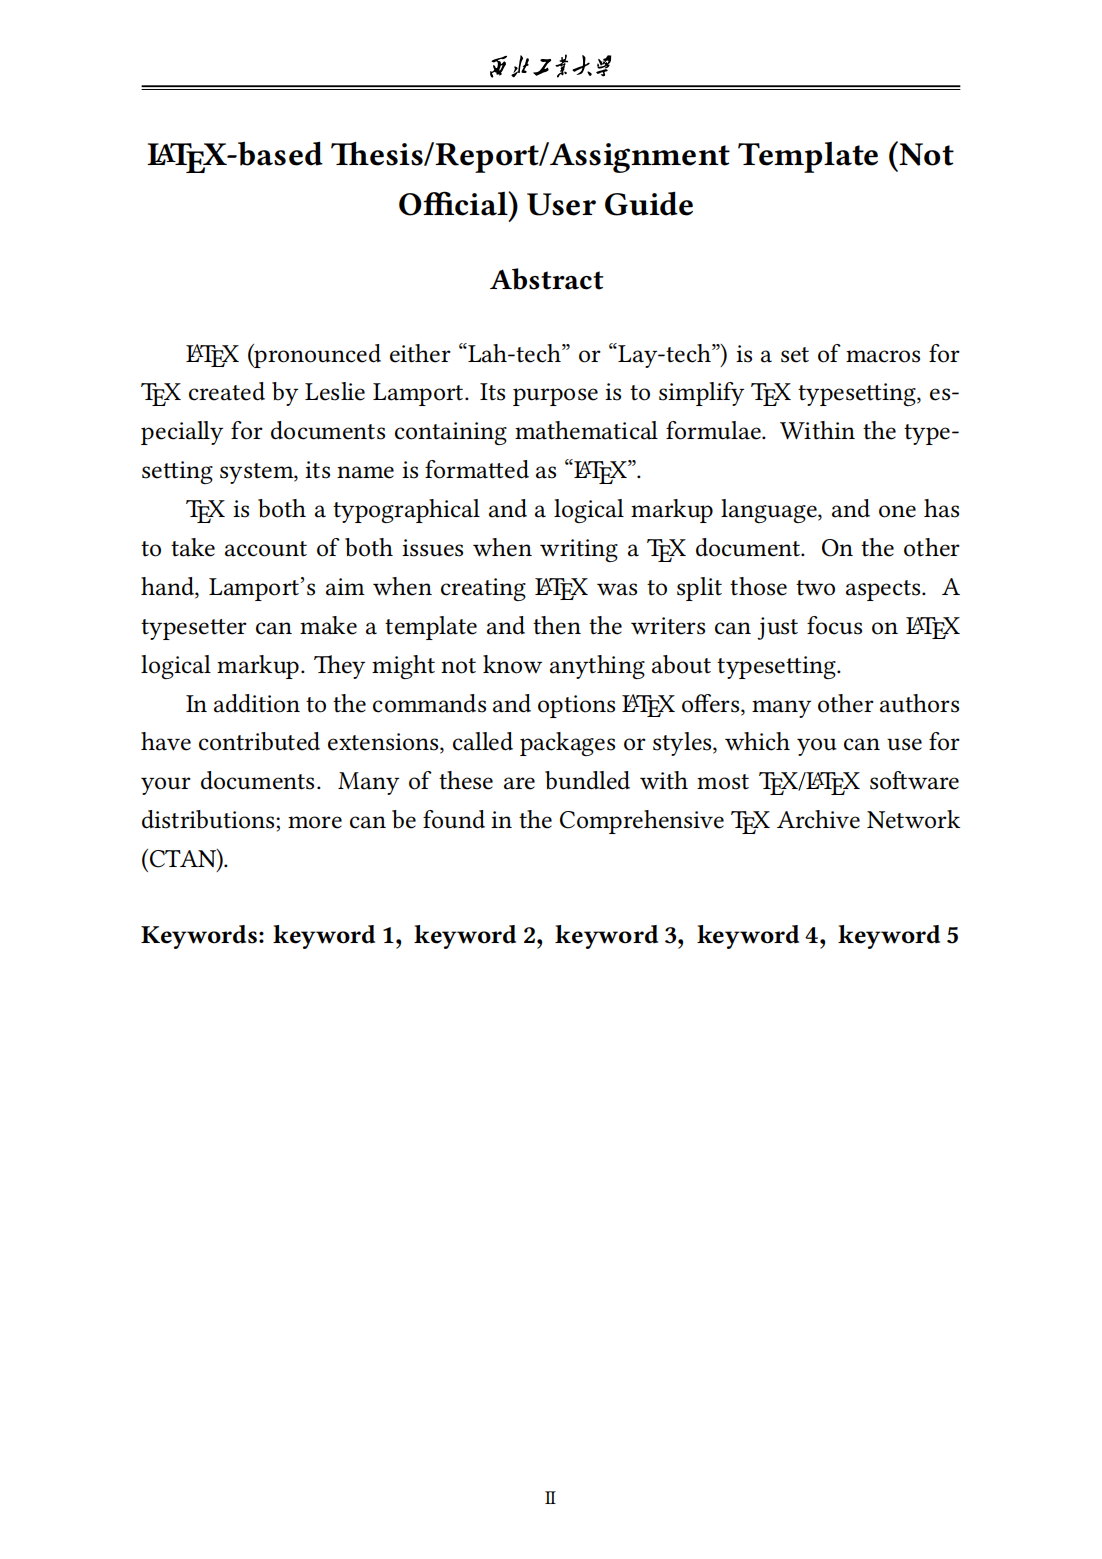 西北工业大学
LATEX-based Thesis/Report/Assignment Template (Not
Official) User Guide
Abstract
LATEX (pronounced either “Lah-tech” or “Lay-tech”) is a set of macros for
TEX created by Leslie Lamport. Its purpose is to simplify TEX typesetting, es-
pecially for documents containing mathematical formulae. Within the type-
setting system, its name is formatted as “LATEX”.
TEX is both a typographical and a logical markup language, and one has
to take account of both issues when writing a TEX document. On the other
hand, Lamport’s aim when creating LATEX was to split those two aspects. A
typesetter can make a template and then the writers can just focus on LATEX
logical markup. They might not know anything about typesetting.
In addition to the commands and options LATEX offers, many other authors
have contributed extensions, called packages or styles, which you can use for
your documents. Many of these are bundled with most TEX/LATEX software
distributions; more can be found in the Comprehensive TEX Archive Network
(CTAN).
Keywords: keyword 1, keyword 2, keyword 3, keyword 4, keyword 5
II